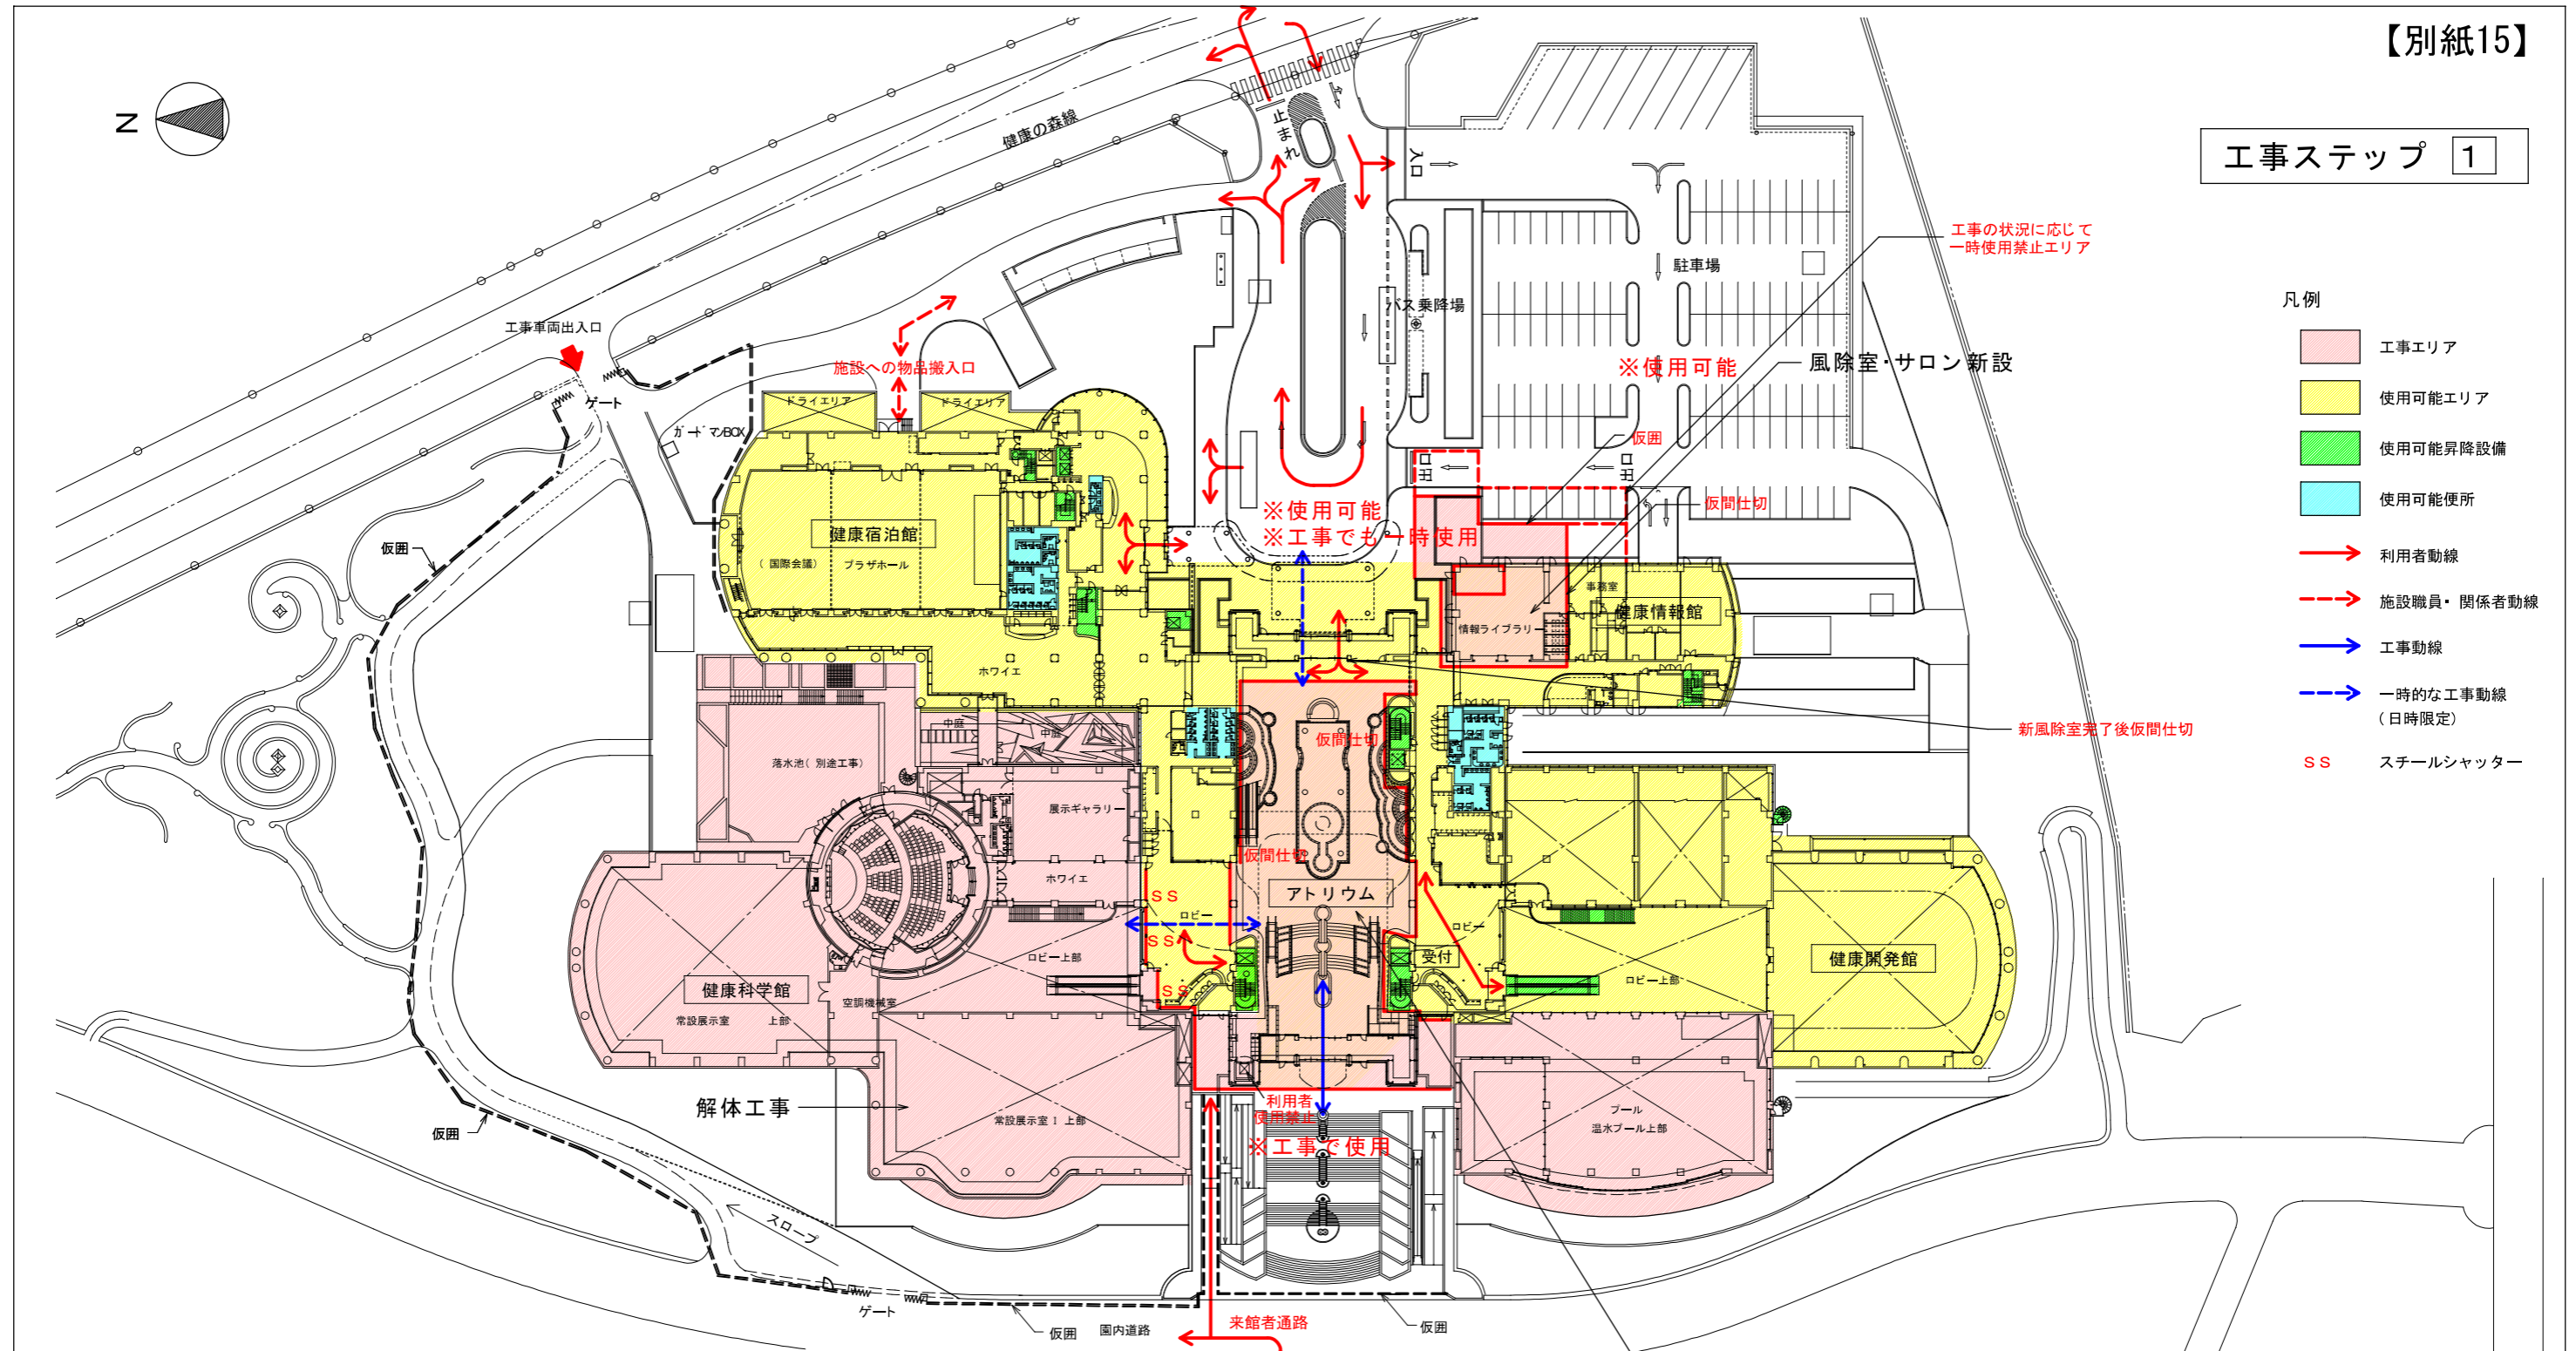 【別紙15】
工事ステップ 1
N
健康の森線
止まれ
入口
工事の状況に応じて
一時使用禁止エリア
駐車場
凡例
バス乗降場
工事車両出入口
施設への物品搬入口
※使用可能
風除室・サロン新設
工事エリア
使用可能エリア
使用可能昇降設備
使用可能便所
利用者動線
施設職員・関係者動線
工事動線
一時的な工事動線
(日時限定)
SS
スチールシャッター
ゲート
ドライエリア
ドライエリア
ガードマンBOX
仮囲
出口
出口
仮間仕切
※使用可能
※工事でも一時使用
健康宿泊館
(国際会議)
プラザホール
仮囲
事務室
健康情報館
情報ライブラリー
ホワイエ
新風除室完了後仮間仕切
中庭
中庭
仮間仕切
落水池(別途工事)
展示ギャラリー
仮間仕切
ホワイエ
アトリウム
SS
ロビー
ロビー
SS
ロビー上部
受付
健康開発館
ロビー上部
健康科学館
空調機械室
SS
常設展示室 上部
解体工事
常設展示室 I 上部
利用者
使用禁止
※工事で使用
プール
温水プール上部
仮囲
スロープ
ゲート
仮囲
園内道路
来館者通路
仮囲